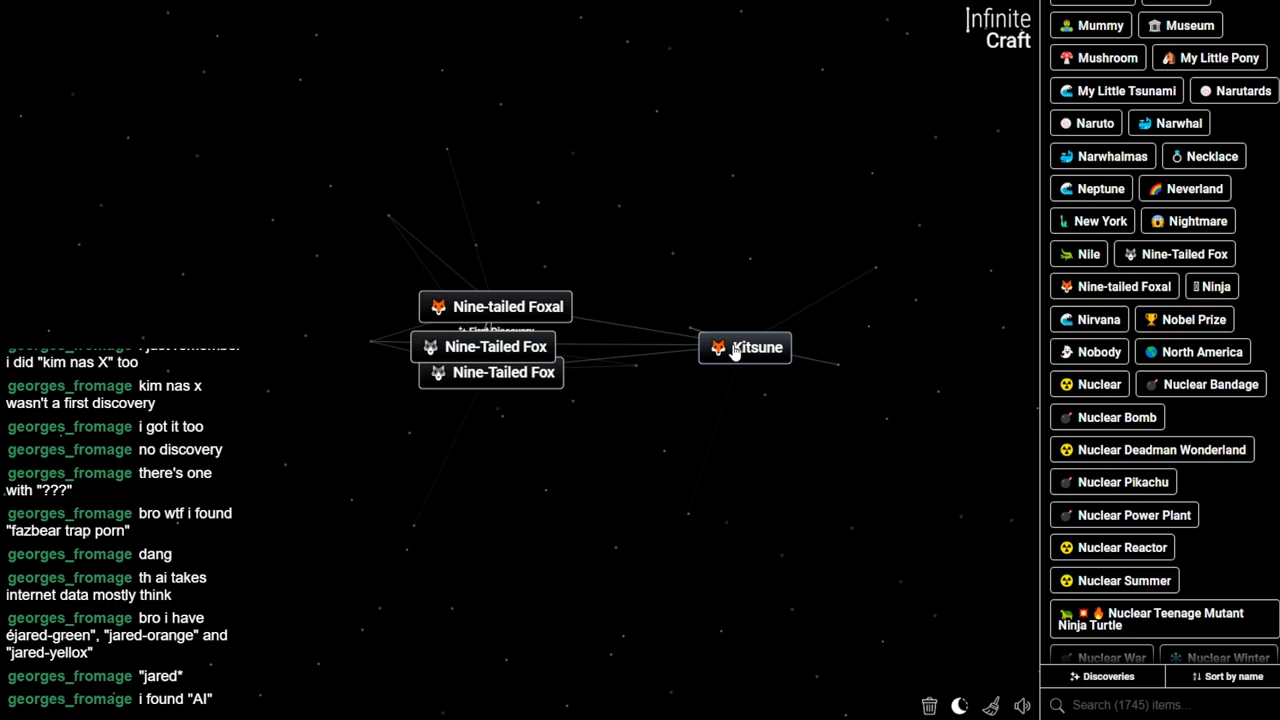 Infinite
Craft
Nine-tailed Foxal
First Discovery
Nine-Tailed Fox
Nine-Tailed Fox
Kitsune
i just remember
i did "kim nas X" too
georges_fromage kim nas x
wasn't a first discovery
georges_fromage i got it too
georges_fromage no discovery
georges_fromage there's one
with "???"
georges_fromage bro wtf i found
"fazbear trap porn"
georges_fromage dang
georges_fromage th ai takes
internet data mostly think
georges_fromage bro i have
éjared-green", "jared-orange" and
"jared-yellox"
georges_fromage "jared*
georges_fromage i found "AI"
Mummy Museum
Mushroom My Little Pony
My Little Tsunami Narutards
Naruto Narwhal
Narwhalmas Necklace
Neptune Neverland
New York Nightmare
Nile Nine-Tailed Fox
Nine-tailed Foxal Ninja
Nirvana Nobel Prize
Nobody North America
Nuclear Nuclear Bandage
Nuclear Bomb
Nuclear Deadman Wonderland
Nuclear Pikachu
Nuclear Power Plant
Nuclear Reactor
Nuclear Summer
Nuclear Teenage Mutant
Ninja Turtle
Nuclear War Nuclear Winter
Discoveries Sort by name
Search (1745) items...